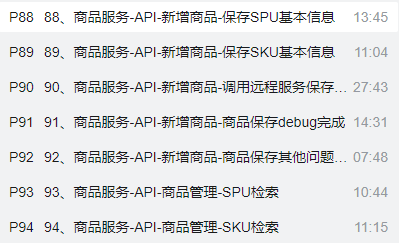 P88 88、商品服务-API-新增商品-保存SPU基本信息 13:45
P89 89、商品服务-API-新增商品-保存SKU基本信息 11:04
P90 90、商品服务-API-新增商品-调用远程服务保存... 27:43
P91 91、商品服务-API-新增商品-商品保存debug完成 14:31
P92 92、商品服务-API-新增商品-商品保存其他问题... 07:48
P93 93、商品服务-API-商品管理-SPU检索 10:44
P94 94、商品服务-API-商品管理-SKU检索 11:15